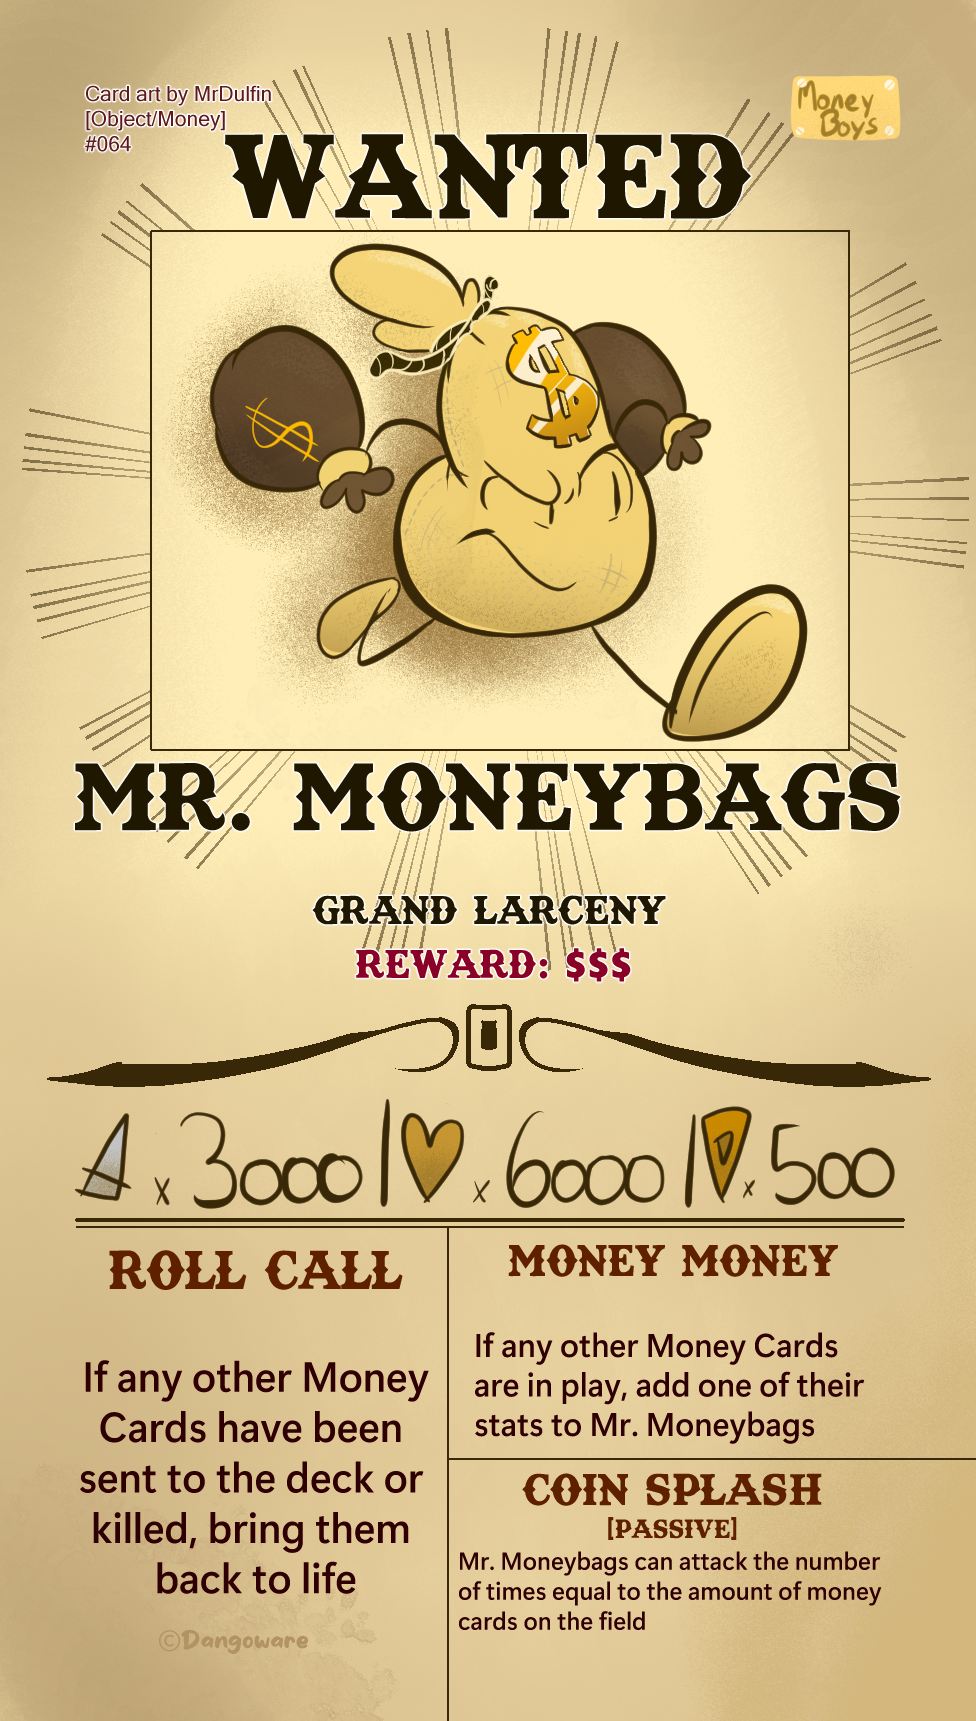 Card art by MrDulfin
[Object/Money]
#064
Money
Boys
WANTED
$
$
MR. MONEYBAGS
GRAND LARCENY
REWARD: $$$
x 3000 | x 6000 | x 500
ROLL CALL
If any other Money
Cards have been
sent to the deck or
killed, bring them
back to life
MONEY MONEY
If any other Money Cards
are in play, add one of their
stats to Mr. Moneybags
COIN SPLASH
[PASSIVE]
Mr. Moneybags can attack the number
of times equal to the amount of money
cards on the field
©Dangoware